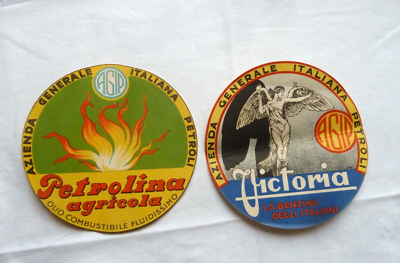 AZIENDA GENERALE ITALIANA PETROLI
AGIP
Petrolina
agricola
OLIO COMBUSTIBILE FLUIDISSIMO
AZIENDA GENERALE ITALIANA PETROLI
AGIP
Victoria
LA BENZINA
DEGLI ITALIANI